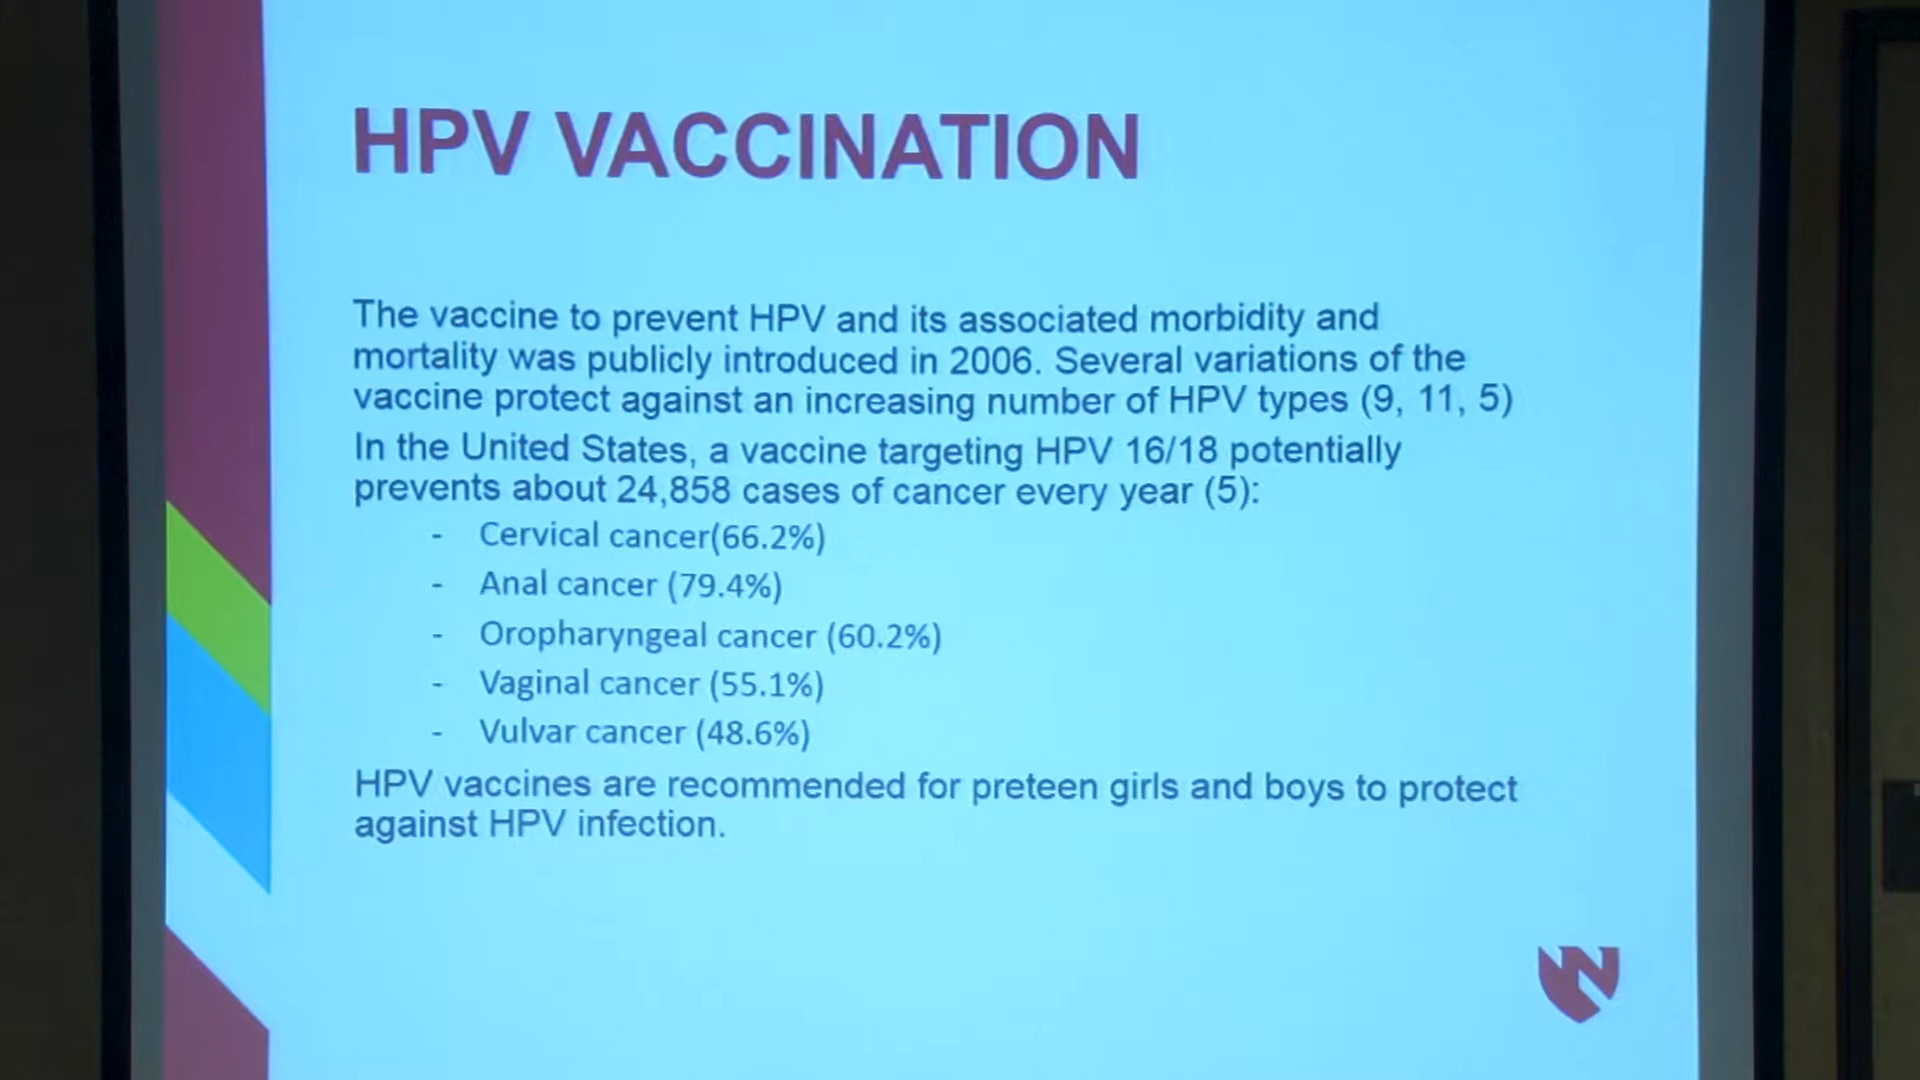 HPV VACCINATION
The vaccine to prevent HPV and its associated morbidity and
mortality was publicly introduced in 2006. Several variations of the
vaccine protect against an increasing number of HPV types (9, 11, 5)
In the United States, a vaccine targeting HPV 16/18 potentially
prevents about 24,858 cases of cancer every year (5):
- Cervical cancer(66.2%)
- Anal cancer (79.4%)
- Oropharyngeal cancer (60.2%)
- Vaginal cancer (55.1%)
- Vulvar cancer (48.6%)
HPV vaccines are recommended for preteen girls and boys to protect
against HPV infection.
N